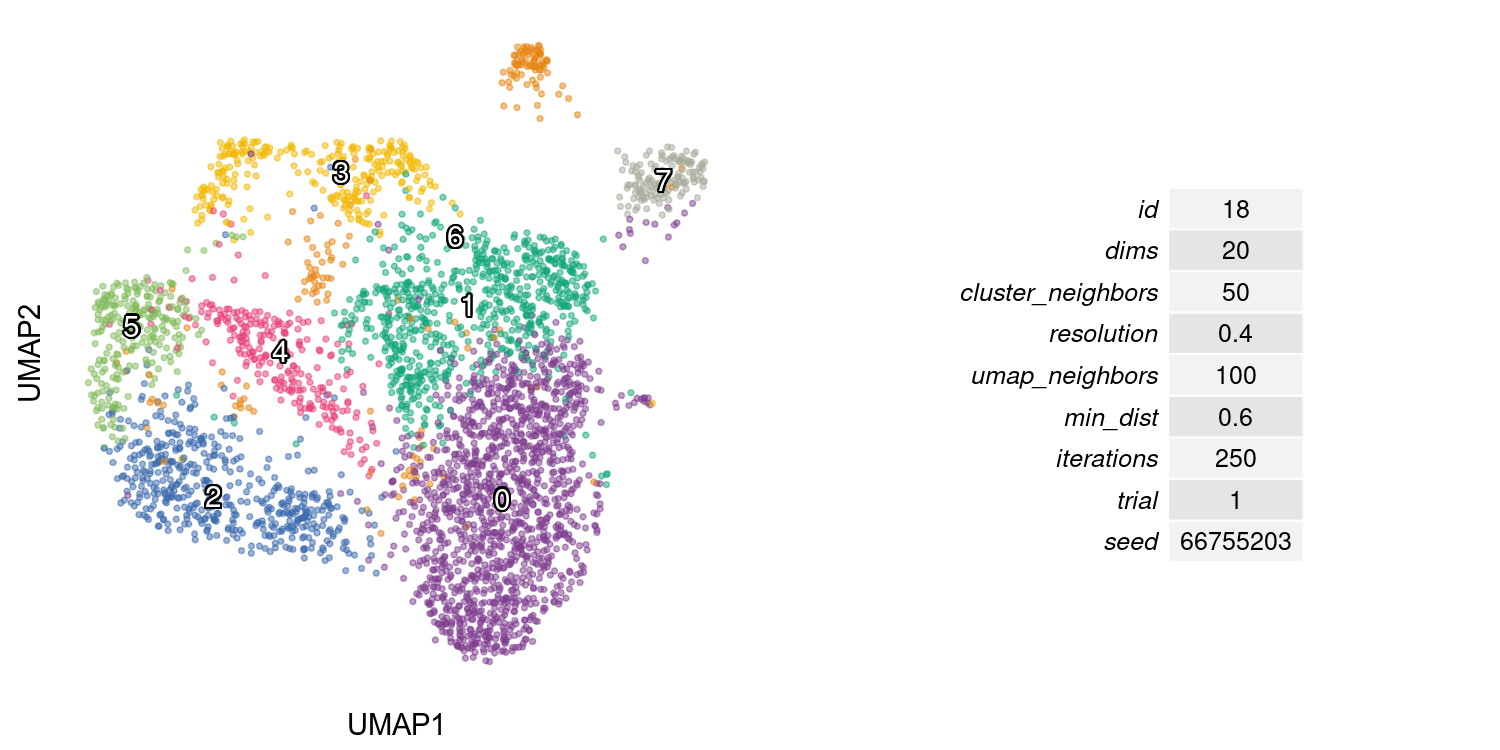 3
7
6
1
5
4
2
0
UMAP1
UMAP2
id 18
dims 20
cluster_neighbors 50
resolution 0.4
umap_neighbors 100
min_dist 0.6
iterations 250
trial 1
seed 66755203